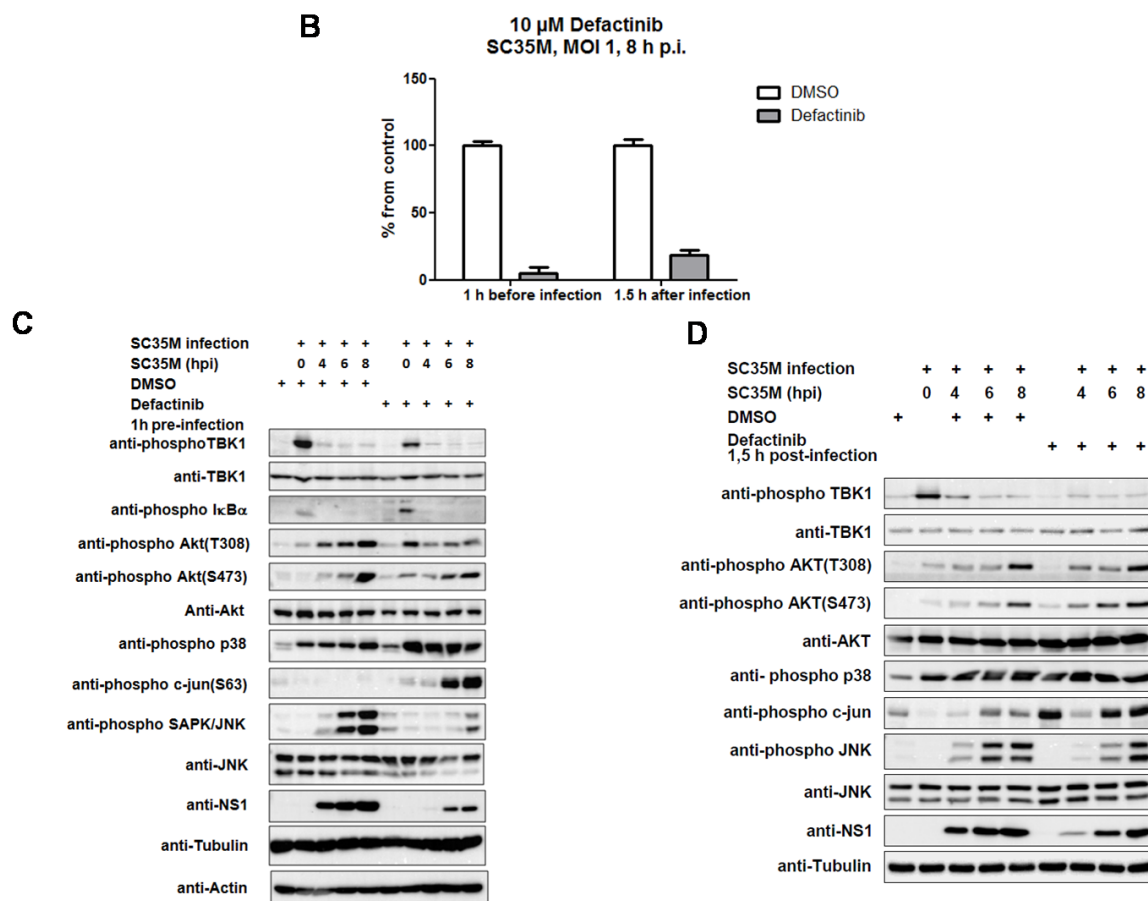 B
10 µM Defactinib
SC35M, MOI 1, 8 h p.i.
150
100
50
0
% from control
DMSO
Defactinib
1 h before infection 1.5 h after infection
C
SC35M infection + + + + + + + +
SC35M (hpi) 0 4 6 8 0 4 6 8
DMSO + + + + +
Defactinib + + + + +
1h pre-infection
anti-phosphoTBK1
anti-TBK1
anti-phospho IκBα
anti-phospho Akt(T308)
anti-phospho Akt(S473)
Anti-Akt
anti-phospho p38
anti-phospho c-jun(S63)
anti-phospho SAPK/JNK
anti-JNK
anti-NS1
anti-Tubulin
anti-Actin
D
SC35M infection + + + + + + +
SC35M (hpi) 0 4 6 8 4 6 8
DMSO + + + +
Defactinib
1,5 h post-infection + + + +
anti-phospho TBK1
anti-TBK1
anti-phospho AKT(T308)
anti-phospho AKT(S473)
anti-AKT
anti- phospho p38
anti-phospho c-jun
anti-phospho JNK
anti-JNK
anti-NS1
anti-Tubulin